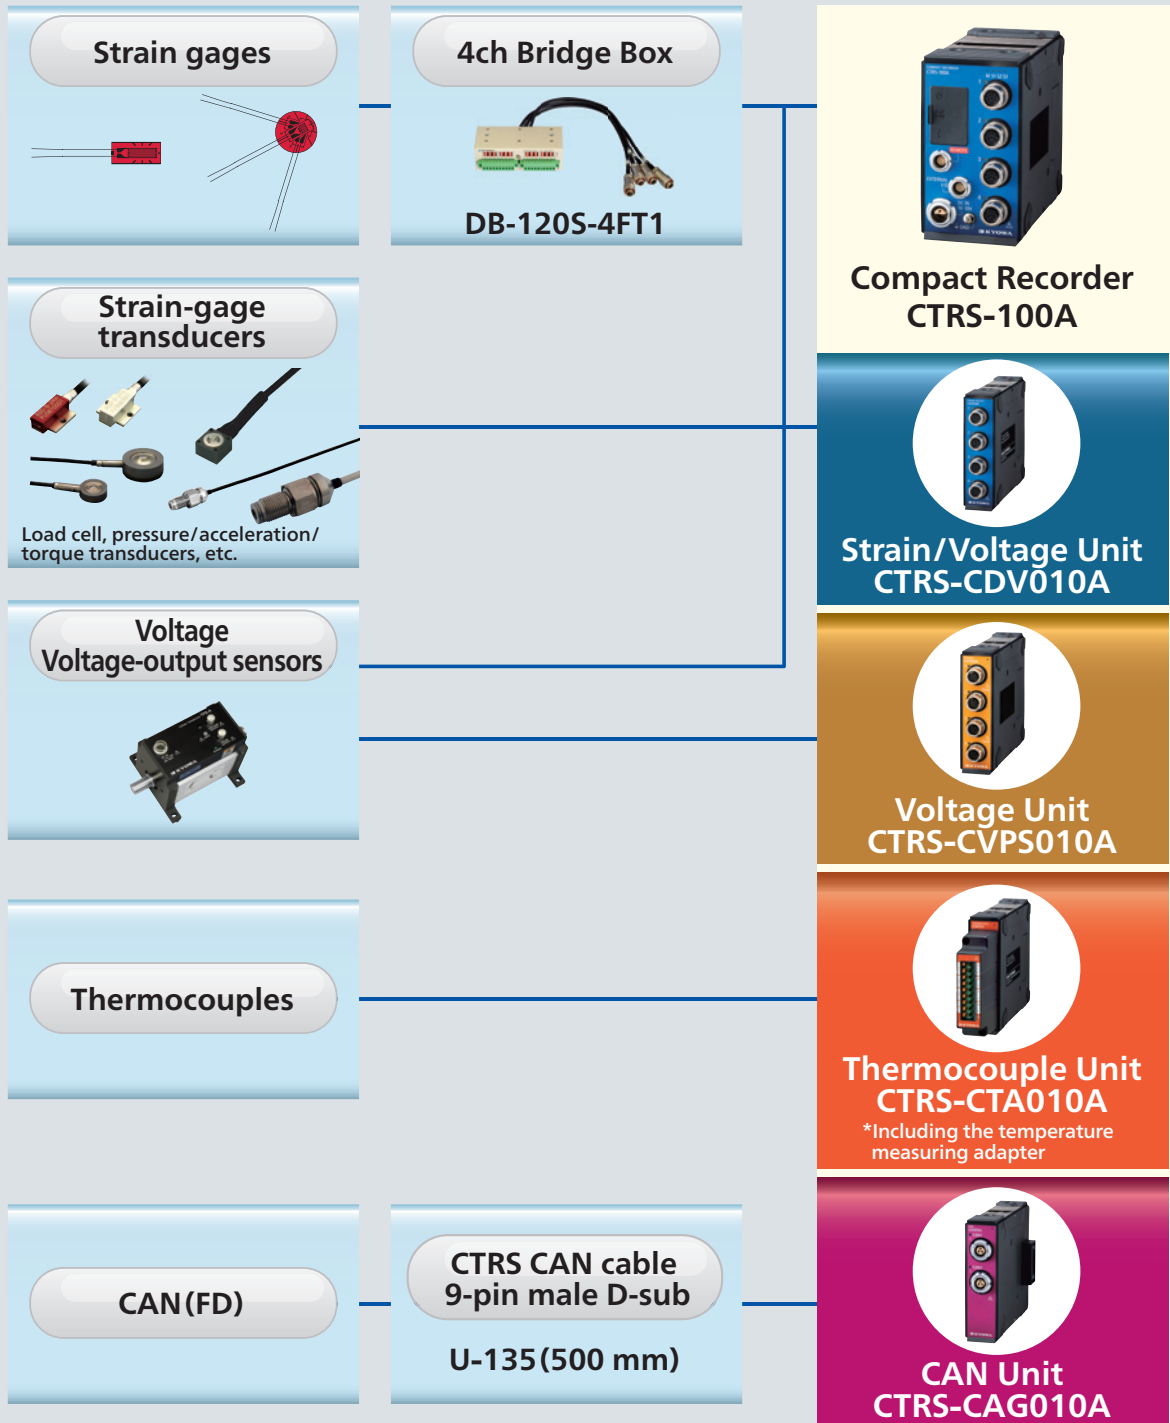 Strain gages
4ch Bridge Box
DB-120S-4FT1
Compact Recorder
CTRS-100A
Strain-gage
transducers
Load cell, pressure/acceleration/
torque transducers, etc.
Strain/Voltage Unit
CTRS-CDV010A
Voltage
Voltage-output sensors
Voltage Unit
CTRS-CVPS010A
Thermocouples
Thermocouple Unit
CTRS-CTA010A
*Including the temperature
measuring adapter
CAN(FD)
CTRS CAN cable
9-pin male D-sub
U-135(500 mm)
CAN Unit
CTRS-CAG010A